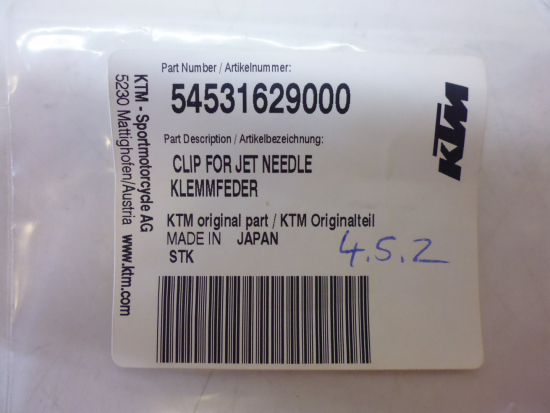 Part Number / Artikelnummer:
54531629000
Part Description / Artikelbezeichnung:
CLIP FOR JET NEEDLE
KLEMMFEDER
KTM original part / KTM Originalteil
MADE IN JAPAN
STK
4.5.2
KTM - Sportmotorcycle AG
5230 Mattighofen/Austria www.ktm.com
KTM